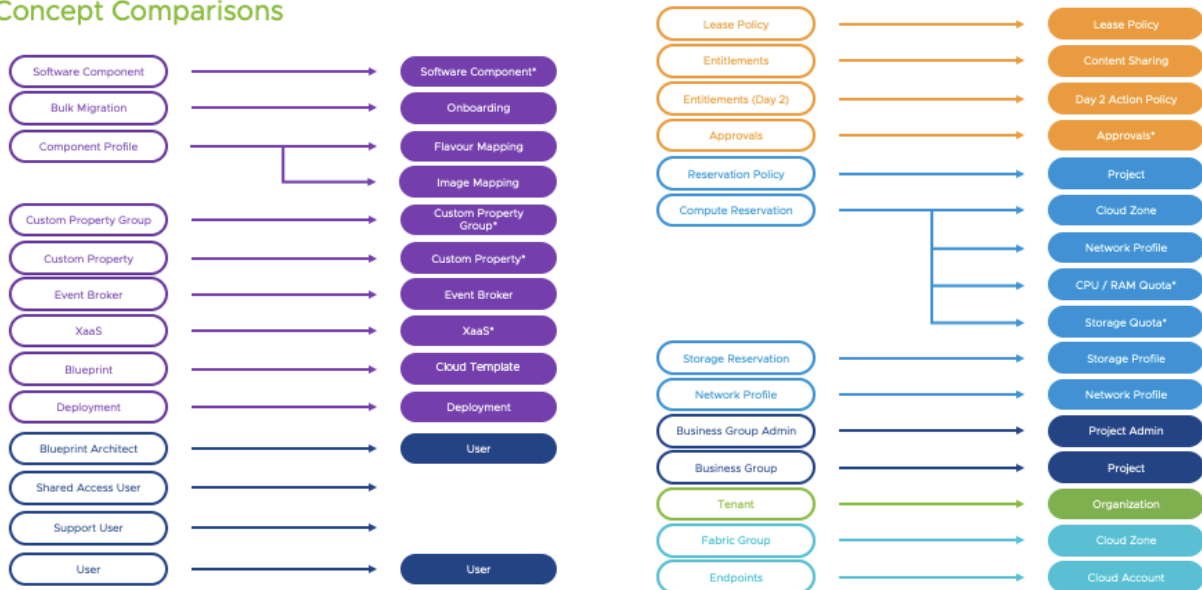 Concept Comparisons
Software Component
Software Component*
Bulk Migration
Onboarding
Component Profile
Flavour Mapping
Image Mapping
Custom Property Group
Custom Property
Group*
Custom Property
Custom Property*
Event Broker
Event Broker
XaaS
XaaS*
Blueprint
Cloud Template
Deployment
Deployment
Blueprint Architect
User
Shared Access User
Support User
User
User
Lease Policy
Lease Policy
Entitlements
Content Sharing
Entitlements (Day 2)
Day 2 Action Policy
Approvals
Approvals*
Reservation Policy
Project
Compute Reservation
Cloud Zone
Network Profile
CPU / RAM Quota*
Storage Quota*
Storage Reservation
Storage Profile
Network Profile
Network Profile
Business Group Admin
Project Admin
Business Group
Project
Tenant
Organization
Fabric Group
Cloud Zone
Endpoints
Cloud Account